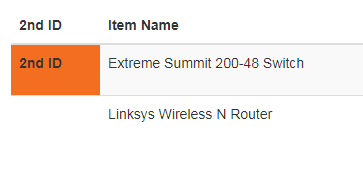 2nd ID Item Name
2nd ID Extreme Summit 200-48 Switch
Linksys Wireless N Router